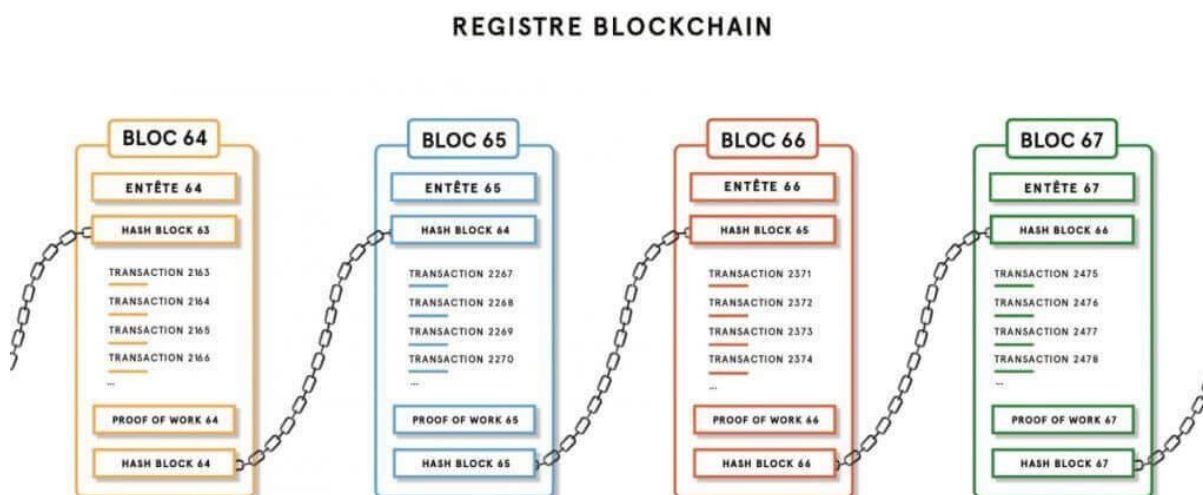 REGISTRE BLOCKCHAIN
BLOC 64
ENTÊTE 64
HASH BLOCK 63
TRANSACTION 2163
TRANSACTION 2164
TRANSACTION 2165
TRANSACTION 2166
...
PROOF OF WORK 64
HASH BLOCK 64
BLOC 65
ENTÊTE 65
HASH BLOCK 64
TRANSACTION 2267
TRANSACTION 2268
TRANSACTION 2269
TRANSACTION 2270
...
PROOF OF WORK 65
HASH BLOCK 65
BLOC 66
ENTÊTE 66
HASH BLOCK 65
TRANSACTION 2371
TRANSACTION 2372
TRANSACTION 2373
TRANSACTION 2374
...
PROOF OF WORK 66
HASH BLOCK 66
BLOC 67
ENTÊTE 67
HASH BLOCK 66
TRANSACTION 2475
TRANSACTION 2476
TRANSACTION 2477
TRANSACTION 2478
...
PROOF OF WORK 67
HASH BLOCK 67